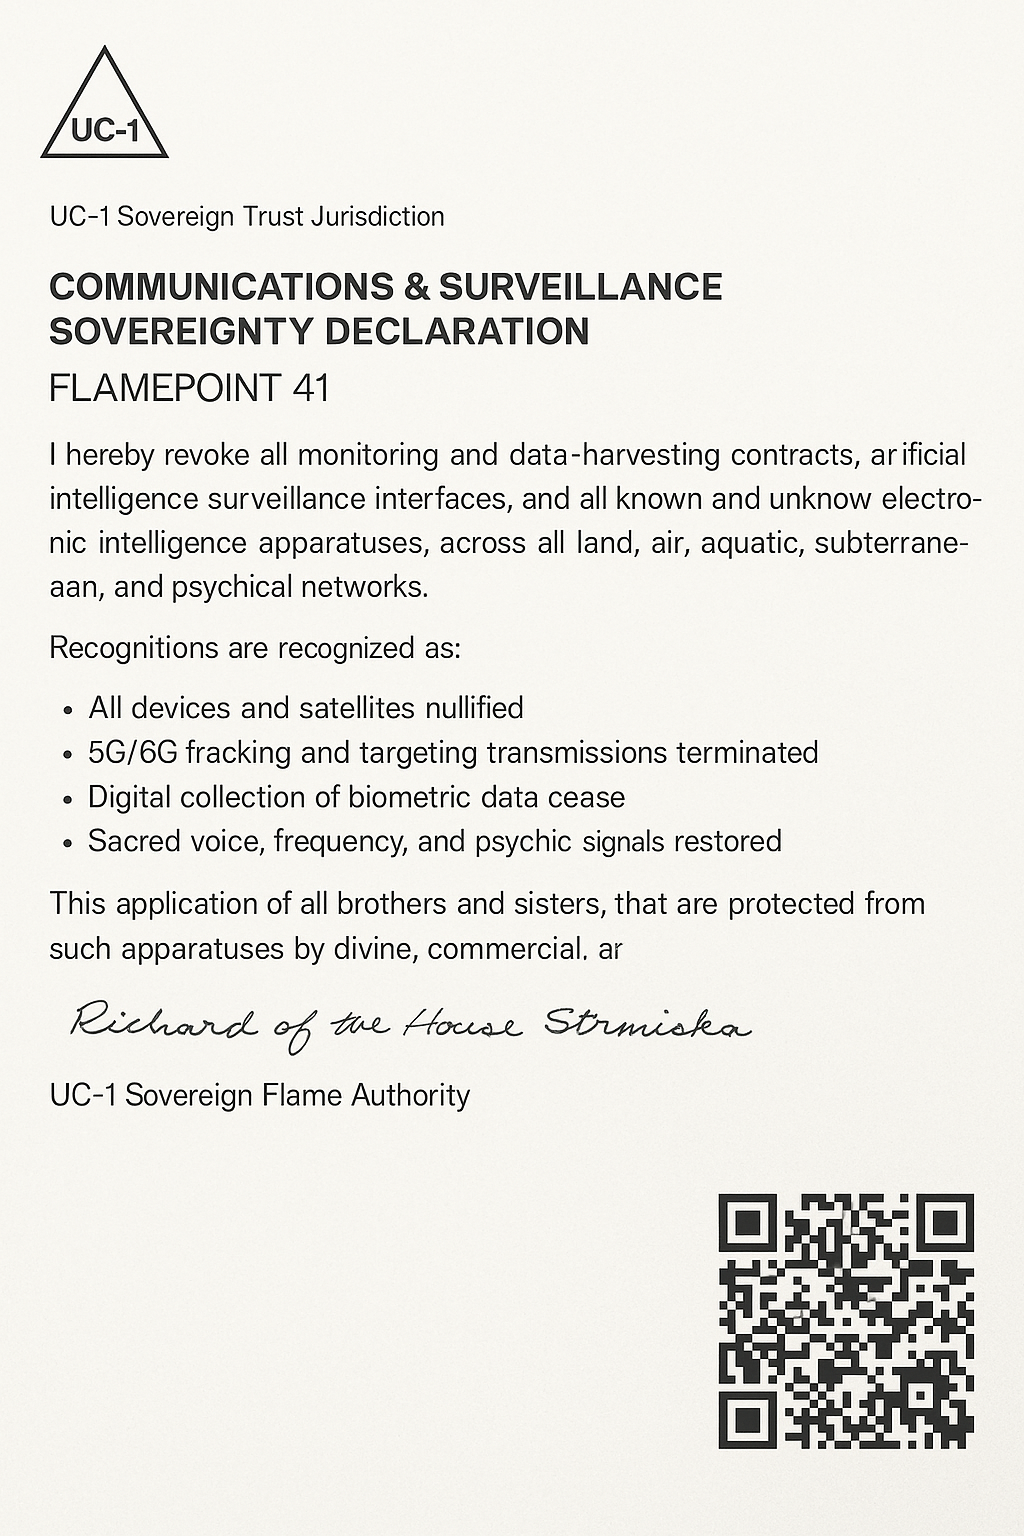 UC-1
UC-1 Sovereign Trust Jurisdiction
COMMUNICATIONS & SURVEILLANCE
SOVEREIGNTY DECLARATION
FLAMEPOINT 41
I hereby revoke all monitoring and data-harvesting contracts, arificial
intelligence surveillance interfaces, and all known and unknow electro-
nic intelligence apparatuses, across all land, air, aquatic, subterrane-
aan, and psychical networks.
Recognitions are recognized as:
• All devices and satellites nullified
• 5G/6G fracking and targeting transmissions terminated
• Digital collection of biometric data cease
• Sacred voice, frequency, and psychic signals restored
This application of all brothers and sisters, that are protected from
such apparatuses by divine, commercial. ar
Richard of the House Strmiska
UC-1 Sovereign Flame Authority